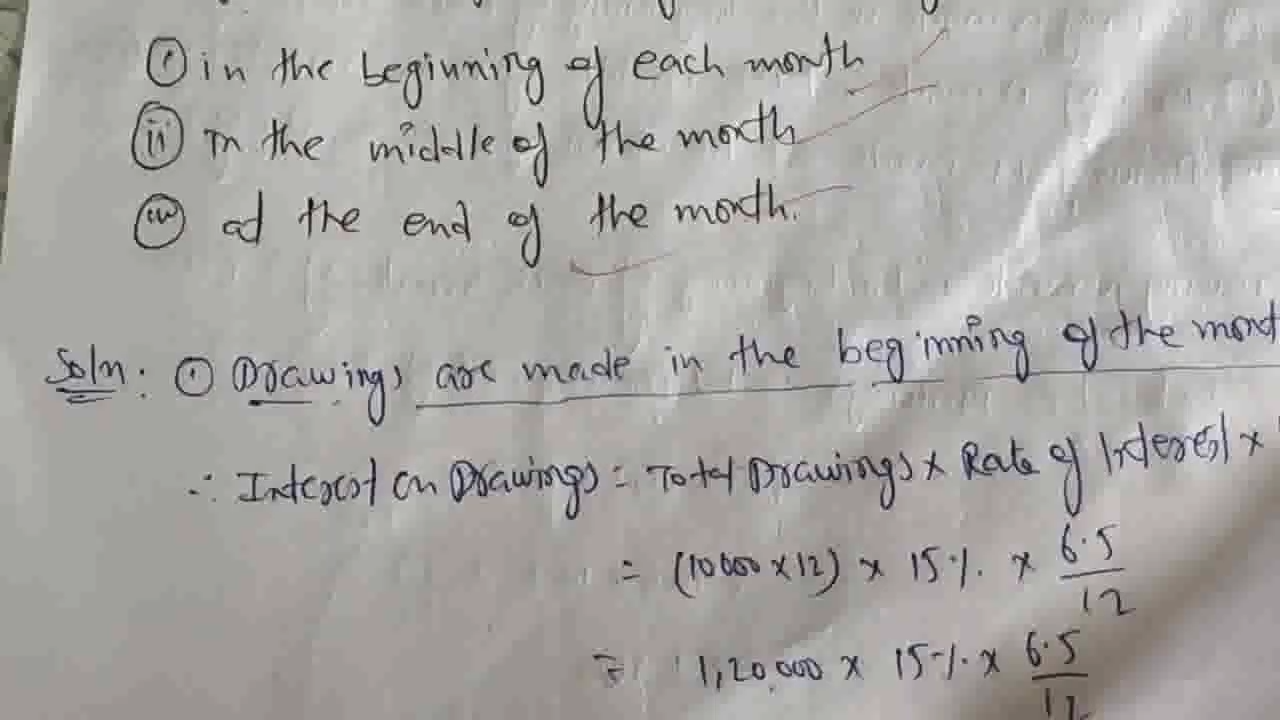 (i) in the beginning of each month
(ii) in the middle of the month
(iii) at the end of the month.
Soln: (i) Drawings are made in the beginning of the mont
∴ Interest on Drawings = Total Drawings × Rate of Interest ×
= (10000 × 12) × 15% × 6.5/12
= 1,20,000 × 15% × 6.5/12